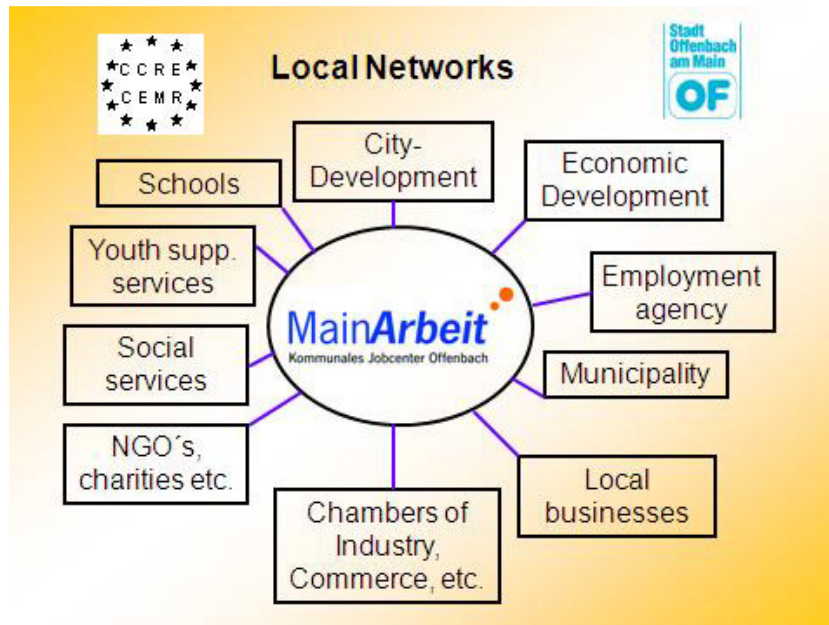 CCRE
CEMR
Local Networks
Stadt
Offenbach
am Main
OF
City-
Development
Economic
Development
Schools
Youth supp.
services
Employment
agency
MainArbeit
Kommunales Jobcenter Offenbach
Social
services
Municipality
NGO´s,
charities etc.
Local
businesses
Chambers of
Industry,
Commerce, etc.